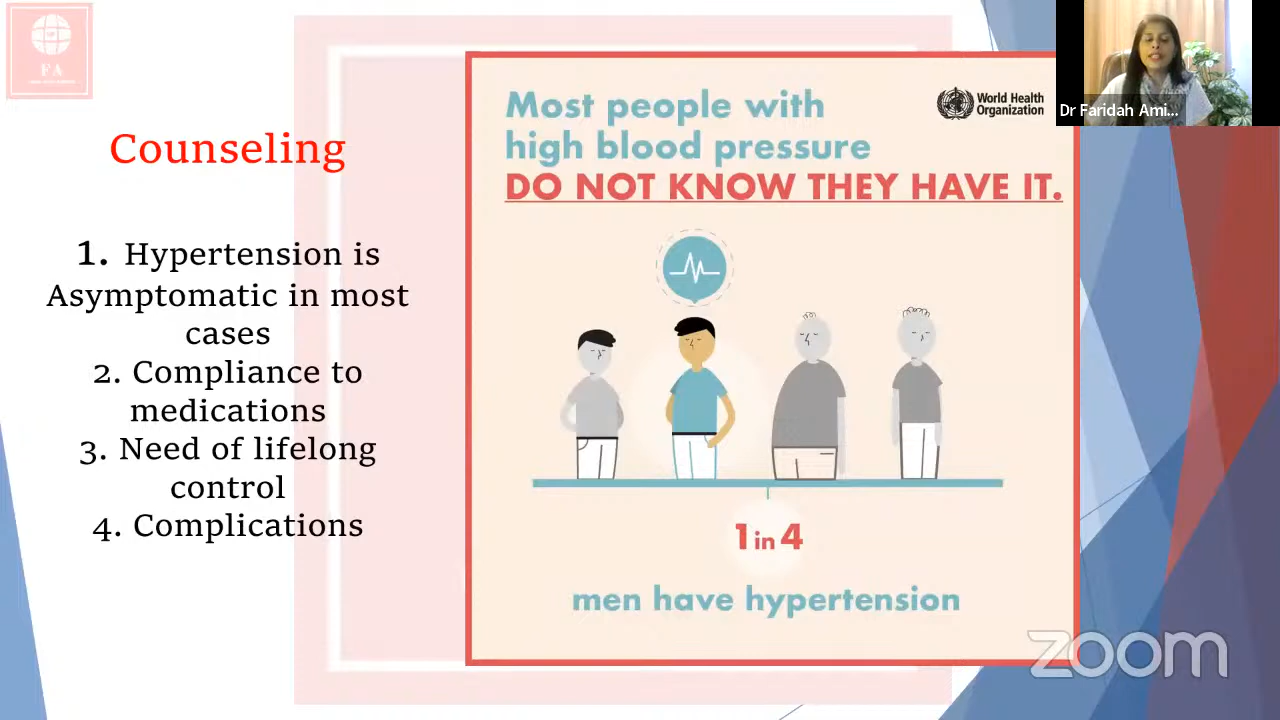 FA
Counseling
1. Hypertension is
Asymptomatic in most
cases
2. Compliance to
medications
3. Need of lifelong
control
4. Complications
Most people with
high blood pressure
DO NOT KNOW THEY HAVE IT.
World Health
Organization
1 in 4
men have hypertension
Dr Faridah Ami...
zoom